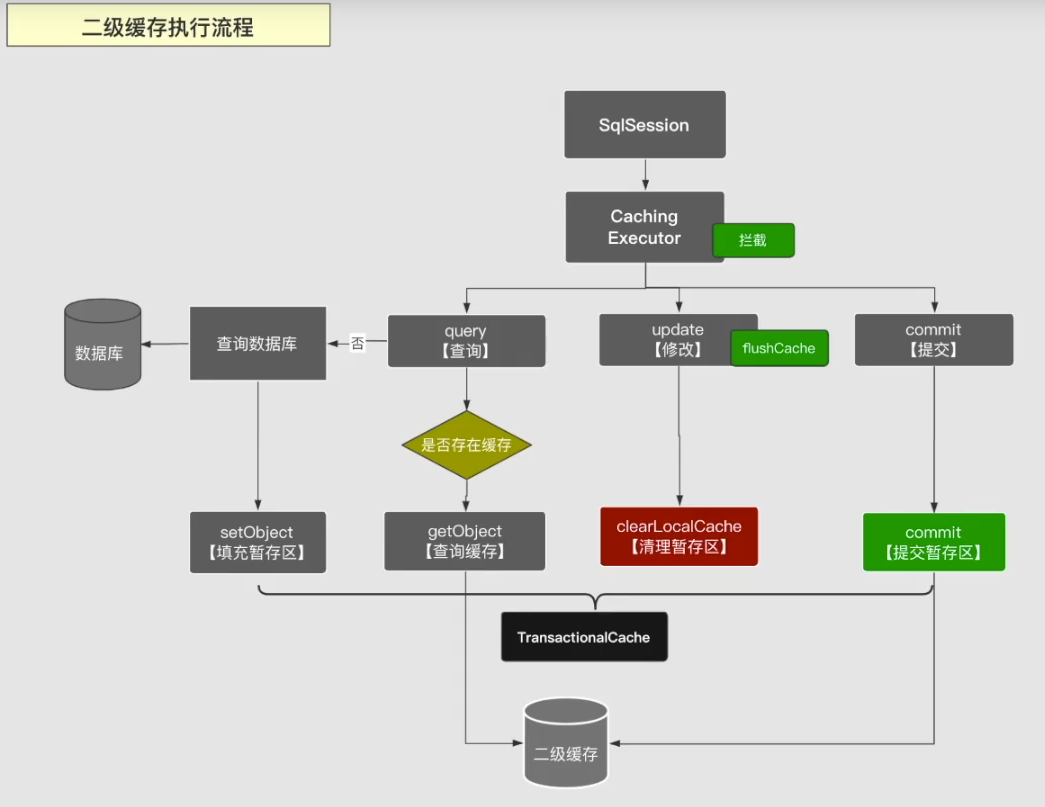 二级缓存执行流程
SqlSession
Caching
Executor
拦截
query
【查询】
update
【修改】
flushCache
commit
【提交】
否
查询数据库
数据库
是否存在缓存
setObject
【填充暂存区】
getObject
【查询缓存】
clearLocalCache
【清理暂存区】
commit
【提交暂存区】
TransactionalCache
二级缓存